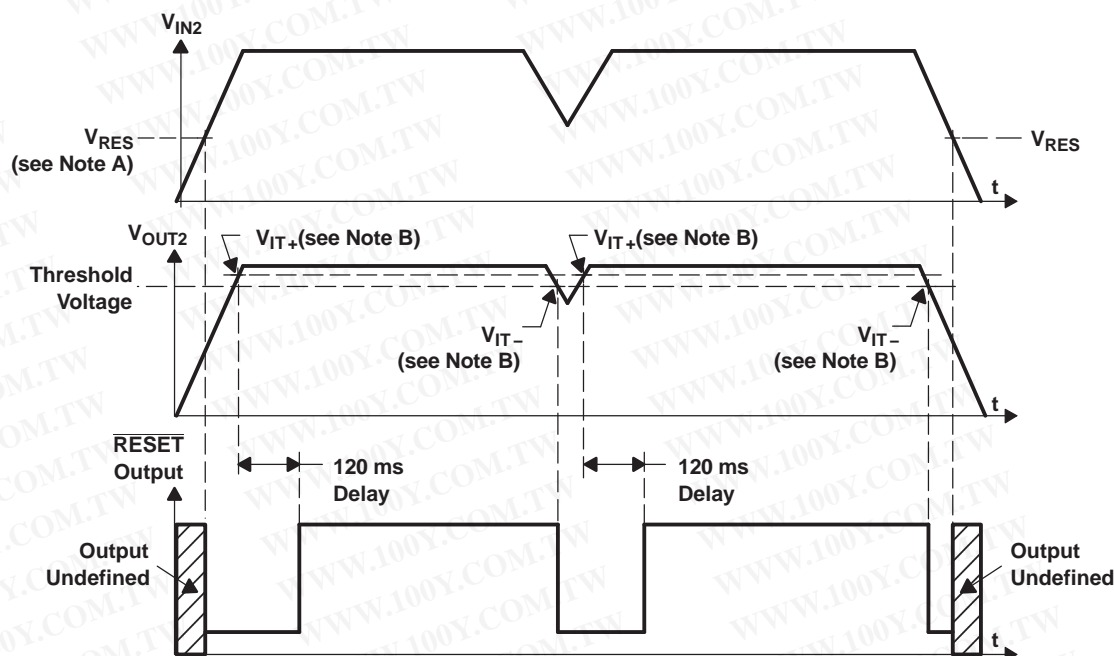 VIN2
VRES
(see Note A)
VRES
t
VOUT2
VIT+(see Note B)
VIT+(see Note B)
Threshold
Voltage
VIT−
(see Note B)
VIT−
(see Note B)
t
RESET
Output
120 ms
Delay
120 ms
Delay
Output
Undefined
Output
Undefined
t
WWW.100Y.COM.TW